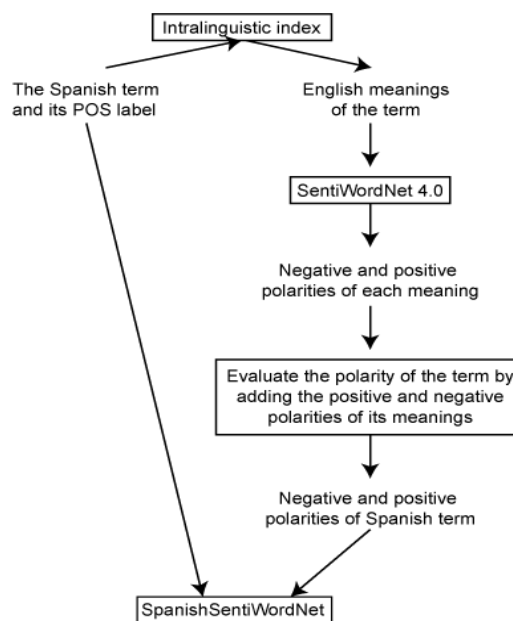 Intralinguistic index
The Spanish term
and its POS label
English meanings
of the term
SentiWordNet 4.0
Negative and positive
polarities of each meaning
Evaluate the polarity of the term by
adding the positive and negative
polarities of its meanings
Negative and positive
polarities of Spanish term
SpanishSentiWordNet